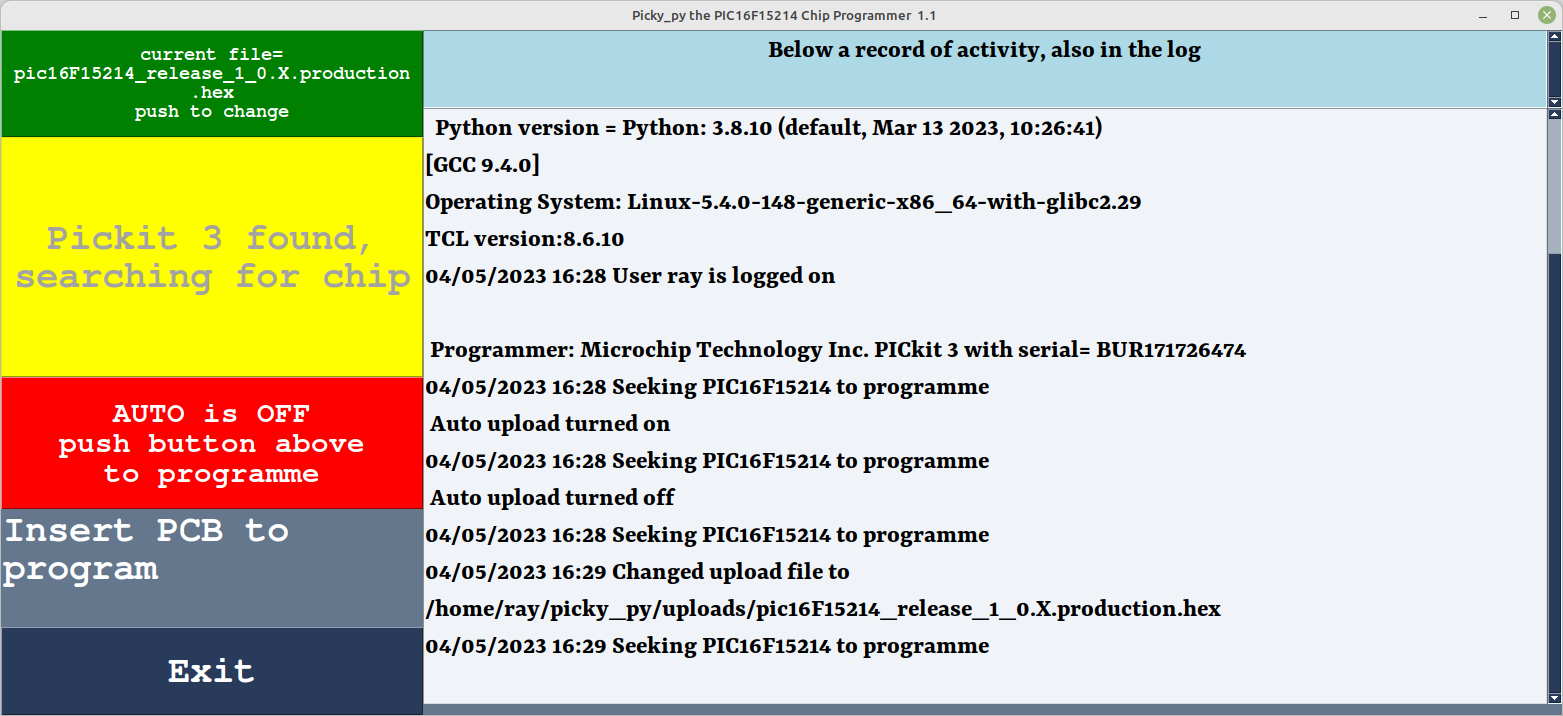 Picky_py the PIC16F15214 Chip Programmer 1.1
current file=
pic16F15214_release_1_0.X.production
.hex
push to change
Pickit 3 found,
searching for chip
AUTO is OFF
push button above
to programme
Insert PCB to
program
Exit
Below a record of activity, also in the log
Python version = Python: 3.8.10 (default, Mar 13 2023, 10:26:41)
[GCC 9.4.0]
Operating System: Linux-5.4.0-148-generic-x86_64-with-glibc2.29
TCL version:8.6.10
04/05/2023 16:28 User ray is logged on
Programmer: Microchip Technology Inc. PICkit 3 with serial= BUR171726474
04/05/2023 16:28 Seeking PIC16F15214 to programme
Auto upload turned on
04/05/2023 16:28 Seeking PIC16F15214 to programme
Auto upload turned off
04/05/2023 16:28 Seeking PIC16F15214 to programme
04/05/2023 16:29 Changed upload file to
/home/ray/picky_py/uploads/pic16F15214_release_1_0.X.production.hex
04/05/2023 16:29 Seeking PIC16F15214 to programme